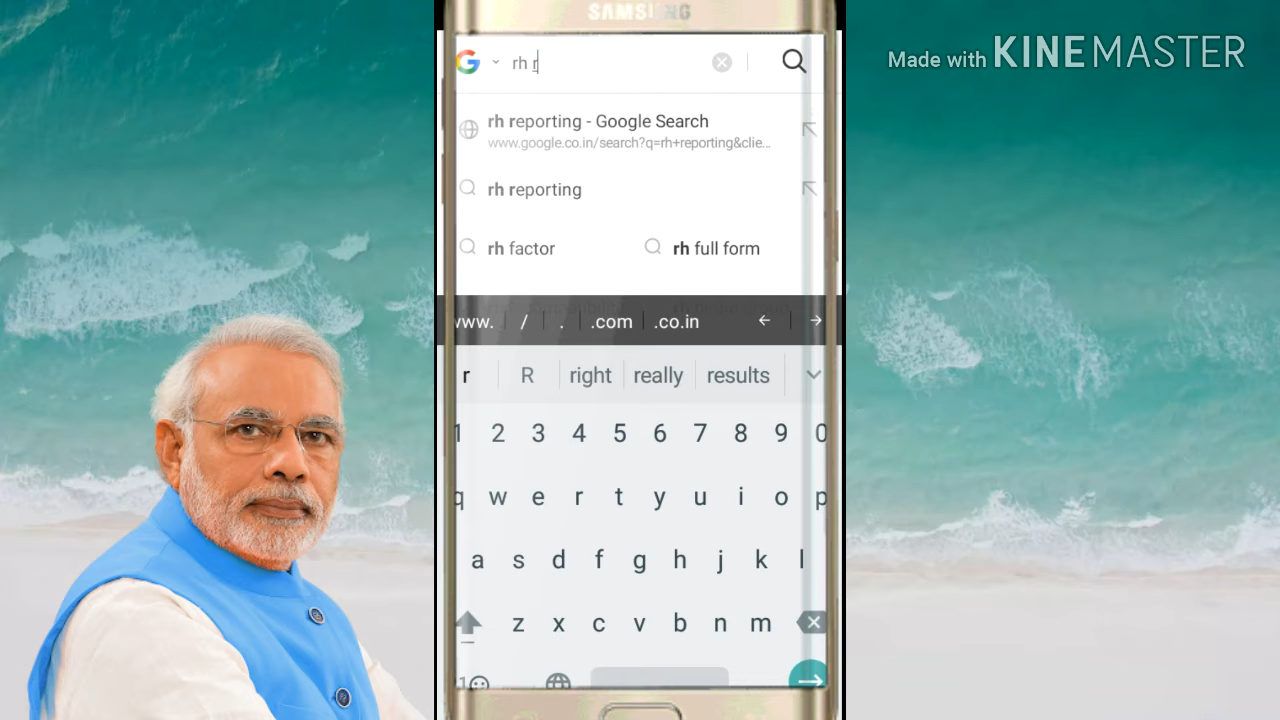 SAMSUNG
Made with KINEMASTER
rh r
rh reporting - Google Search
www.google.co.in/search?q=rh+reporting&clie...
rh reporting
rh factor rh full form
www. / . .com .co.in ← →
r R right really results
1 2 3 4 5 6 7 8 9 0
q w e r t y u i o p
a s d f g h j k l
z x c v b n m